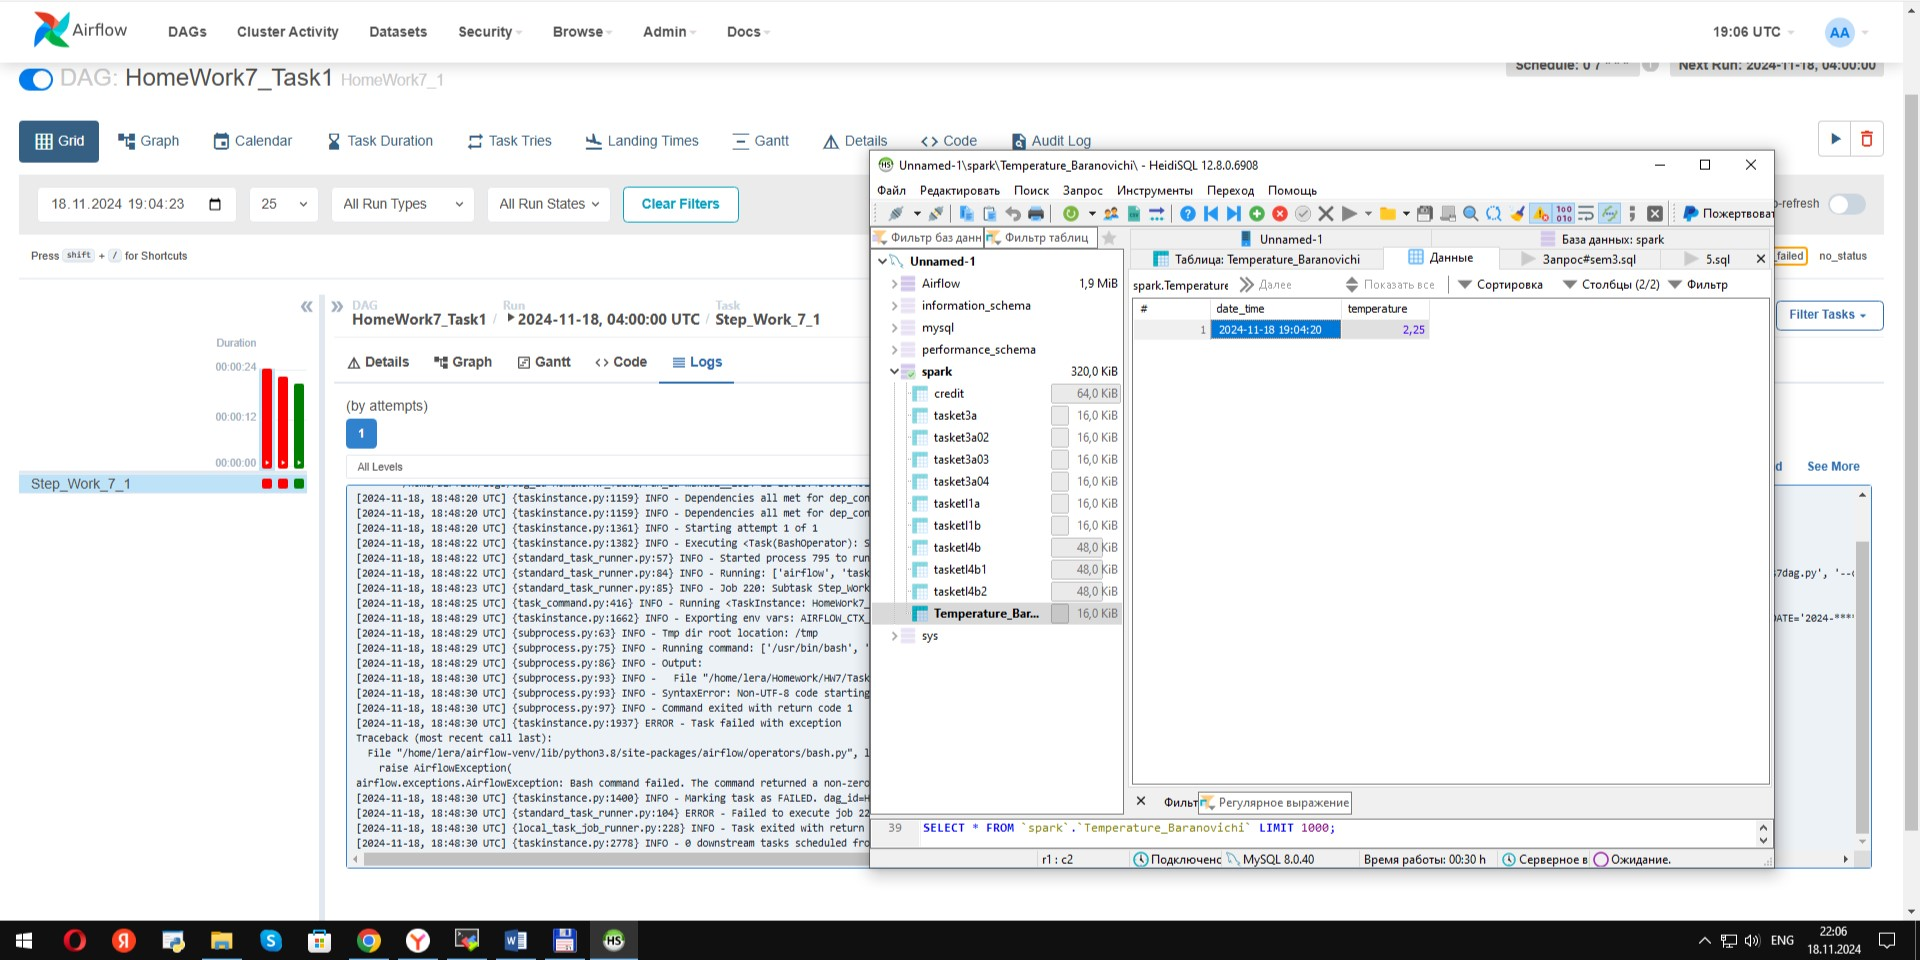 Airflow
DAGs
Cluster Activity
Datasets
Security
Browse
Admin
Docs
19:06 UTC
AA
DAG: HomeWork7_Task1 HomeWork7_1
Schedule: 0 7 * * *
Next Run: 2024-11-18, 04:00:00
Grid
Graph
Calendar
Task Duration
Task Tries
Landing Times
Gantt
Details
Code
Audit Log
18.11.2024 19:04:23
25
All Run Types
All Run States
Clear Filters
o-refresh
Press shift + / for Shortcuts
failed
no_status
DAG
HomeWork7_Task1
Run
2024-11-18, 04:00:00 UTC
Task
Step_Work_7_1
Filter Tasks
Duration
00:00:24
00:00:12
00:00:00
Step_Work_7_1
Details
Graph
Gantt
Code
Logs
(by attempts)
1
All Levels
d
See More
[2024-11-18, 18:48:20 UTC] {taskinstance.py:1159} INFO - Dependencies all met for dep_con
[2024-11-18, 18:48:20 UTC] {taskinstance.py:1159} INFO - Dependencies all met for dep_con
[2024-11-18, 18:48:20 UTC] {taskinstance.py:1361} INFO - Starting attempt 1 of 1
[2024-11-18, 18:48:22 UTC] {taskinstance.py:1382} INFO - Executing <Task(BashOperator): S
[2024-11-18, 18:48:22 UTC] {standard_task_runner.py:57} INFO - Started process 795 to run
[2024-11-18, 18:48:22 UTC] {standard_task_runner.py:84} INFO - Running: ['airflow', 'task
s7dag.py', '--c
[2024-11-18, 18:48:23 UTC] {standard_task_runner.py:85} INFO - Job 220: Subtask Step_Work
[2024-11-18, 18:48:25 UTC] {task_command.py:416} INFO - Running <TaskInstance: HomeWork7_
[2024-11-18, 18:48:29 UTC] {taskinstance.py:1662} INFO - Exporting env vars: AIRFLOW_CTX_
DATE='2024-****
[2024-11-18, 18:48:29 UTC] {subprocess.py:63} INFO - Tmp dir root location: /tmp
[2024-11-18, 18:48:29 UTC] {subprocess.py:75} INFO - Running command: ['/usr/bin/bash', '
[2024-11-18, 18:48:29 UTC] {subprocess.py:86} INFO - Output:
[2024-11-18, 18:48:30 UTC] {subprocess.py:93} INFO -   File "/home/lera/Homework/HW7/Task
[2024-11-18, 18:48:30 UTC] {subprocess.py:93} INFO - SyntaxError: Non-UTF-8 code starting
[2024-11-18, 18:48:30 UTC] {subprocess.py:97} INFO - Command exited with return code 1
[2024-11-18, 18:48:30 UTC] {taskinstance.py:1937} ERROR - Task failed with exception
Traceback (most recent call last):
File "/home/lera/airflow-venv/lib/python3.8/site-packages/airflow/operators/bash.py", l
raise AirflowException(
airflow.exceptions.AirflowException: Bash command failed. The command returned a non-zero
[2024-11-18, 18:48:30 UTC] {taskinstance.py:1400} INFO - Marking task as FAILED. dag_id=H
[2024-11-18, 18:48:30 UTC] {standard_task_runner.py:104} ERROR - Failed to execute job 22
[2024-11-18, 18:48:30 UTC] {local_task_job_runner.py:228} INFO - Task exited with return
[2024-11-18, 18:48:30 UTC] {taskinstance.py:2778} INFO - 0 downstream tasks scheduled fro
HS
Unnamed-1\spark\Temperature_Baranovichi\ - HeidiSQL 12.8.0.6908
Файл
Редактировать
Поиск
Запрос
Инструменты
Переход
Помощь
Пожертвоват
Фильтр баз данн
Фильтр таблиц
Unnamed-1
Airflow 1,9 MiB
information_schema
mysql
performance_schema
spark 320,0 KiB
credit 64,0 KiB
tasket3a 16,0 KiB
tasket3a02 16,0 KiB
tasket3a03 16,0 KiB
tasket3a04 16,0 KiB
tasketl1a 16,0 KiB
tasketl1b 16,0 KiB
tasketl4b 48,0 KiB
tasketl4b1 48,0 KiB
tasketl4b2 48,0 KiB
Temperature_Bar... 16,0 KiB
sys
Unnamed-1
База данных: spark
Таблица: Temperature_Baranovichi
Данные
Запрос#sem3.sql
5.sql
spark.Temperature
Далее
Показать все
Сортировка
Столбцы (2/2)
Фильтр
# date_time temperature
1 2024-11-18 19:04:20 2,25
Фильт
Регулярное выражение
39 SELECT * FROM `spark`.`Temperature_Baranovichi` LIMIT 1000;
r1 : c2
Подключенс
MySQL 8.0.40
Время работы: 00:30 h
Серверное в
Ожидание.
ENG
22:06
18.11.2024